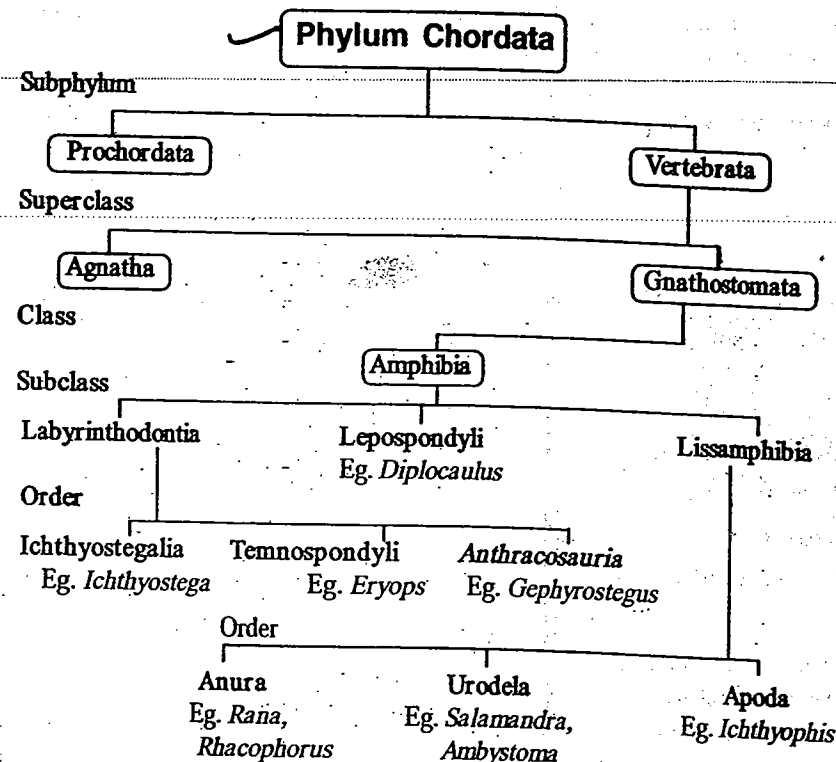 Phylum Chordata
Subphylum
Prochordata
Vertebrata
Superclass
Agnatha
Gnathostomata
Class
Amphibia
Subclass
Labyrinthodontia
Lepospondyli
Eg. Diplocaulus
Lissamphibia
Order
Ichthyostegalia
Eg. Ichthyostega
Temnospondyli
Eg. Eryops
Anthracosauria
Eg. Gephyrostegus
Order
Anura
Eg. Rana,
Rhacophorus
Urodela
Eg. Salamandra,
Ambystoma
Apoda
Eg. Ichthyophis